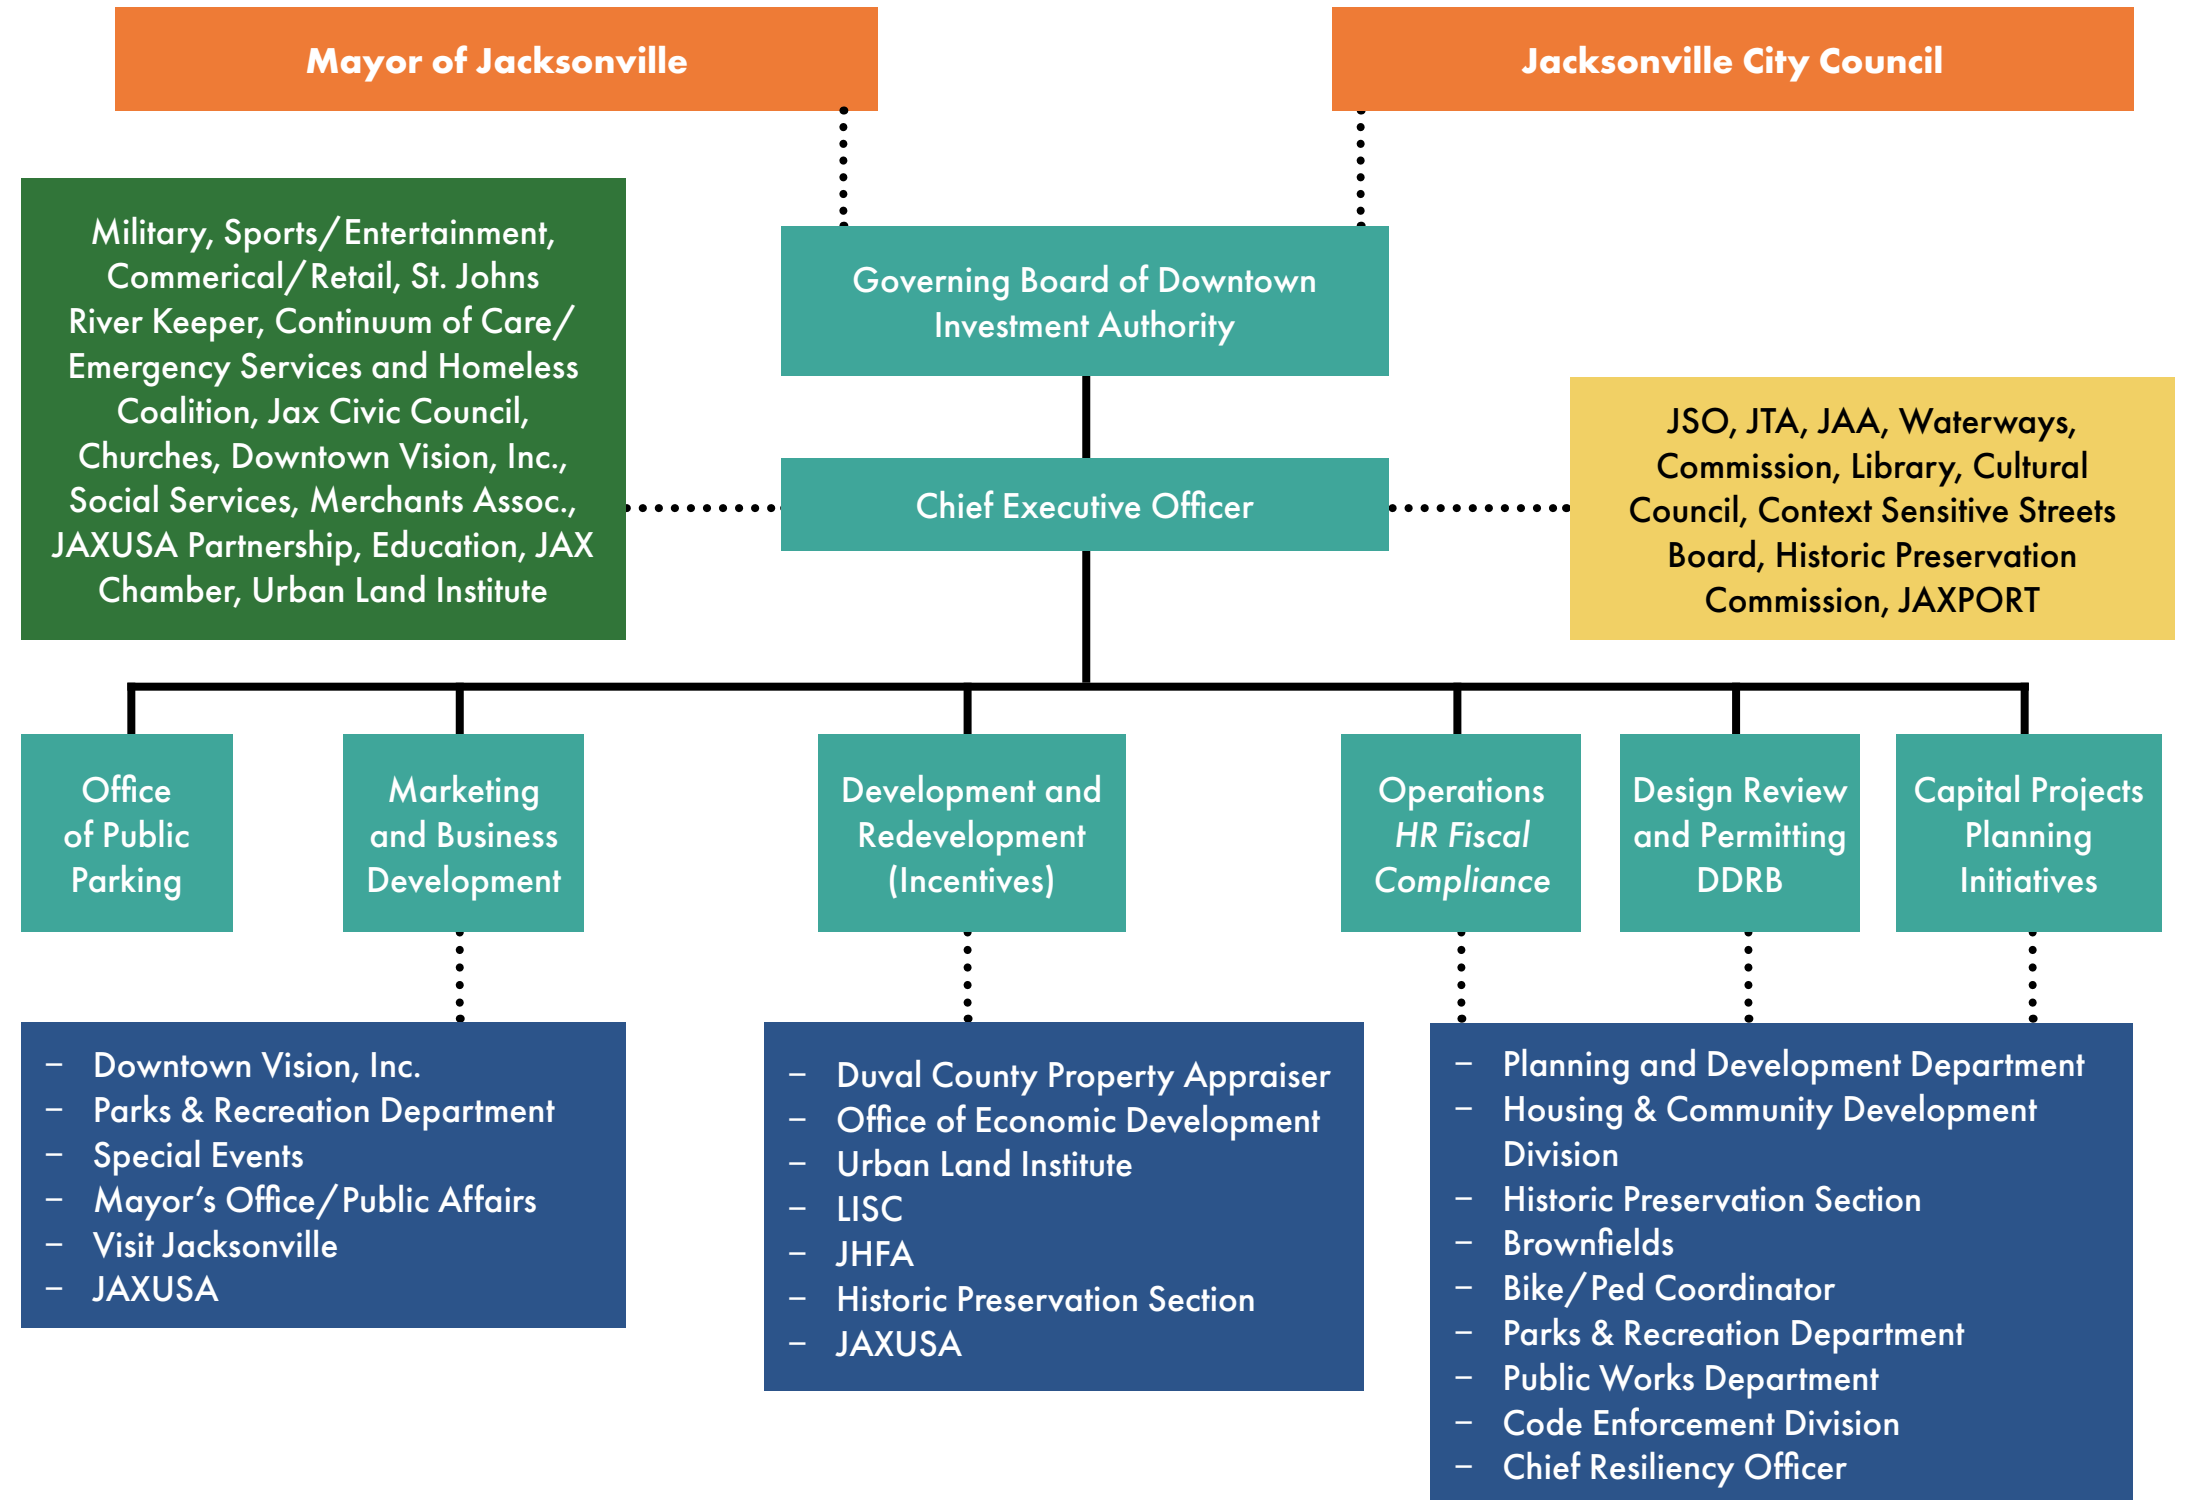 Mayor of Jacksonville
Jacksonville City Council
Military, Sports/Entertainment,
Commerical/Retail, St. Johns
River Keeper, Continuum of Care/
Emergency Services and Homeless
Coalition, Jax Civic Council,
Churches, Downtown Vision, Inc.,
Social Services, Merchants Assoc.,
JAXUSA Partnership, Education, JAX
Chamber, Urban Land Institute
Governing Board of Downtown
Investment Authority
Chief Executive Officer
JSO, JTA, JAA, Waterways,
Commission, Library, Cultural
Council, Context Sensitive Streets
Board, Historic Preservation
Commission, JAXPORT
Office
of Public
Parking
Marketing
and Business
Development
Development and
Redevelopment
(Incentives)
Operations
HR Fiscal
Compliance
Design Review
and Permitting
DDRB
Capital Projects
Planning
Initiatives
– Downtown Vision, Inc.
– Parks & Recreation Department
– Special Events
– Mayor’s Office/Public Affairs
– Visit Jacksonville
– JAXUSA
– Duval County Property Appraiser
– Office of Economic Development
– Urban Land Institute
– LISC
– JHFA
– Historic Preservation Section
– JAXUSA
– Planning and Development Department
– Housing & Community Development
Division
– Historic Preservation Section
– Brownfields
– Bike/Ped Coordinator
– Parks & Recreation Department
– Public Works Department
– Code Enforcement Division
– Chief Resiliency Officer